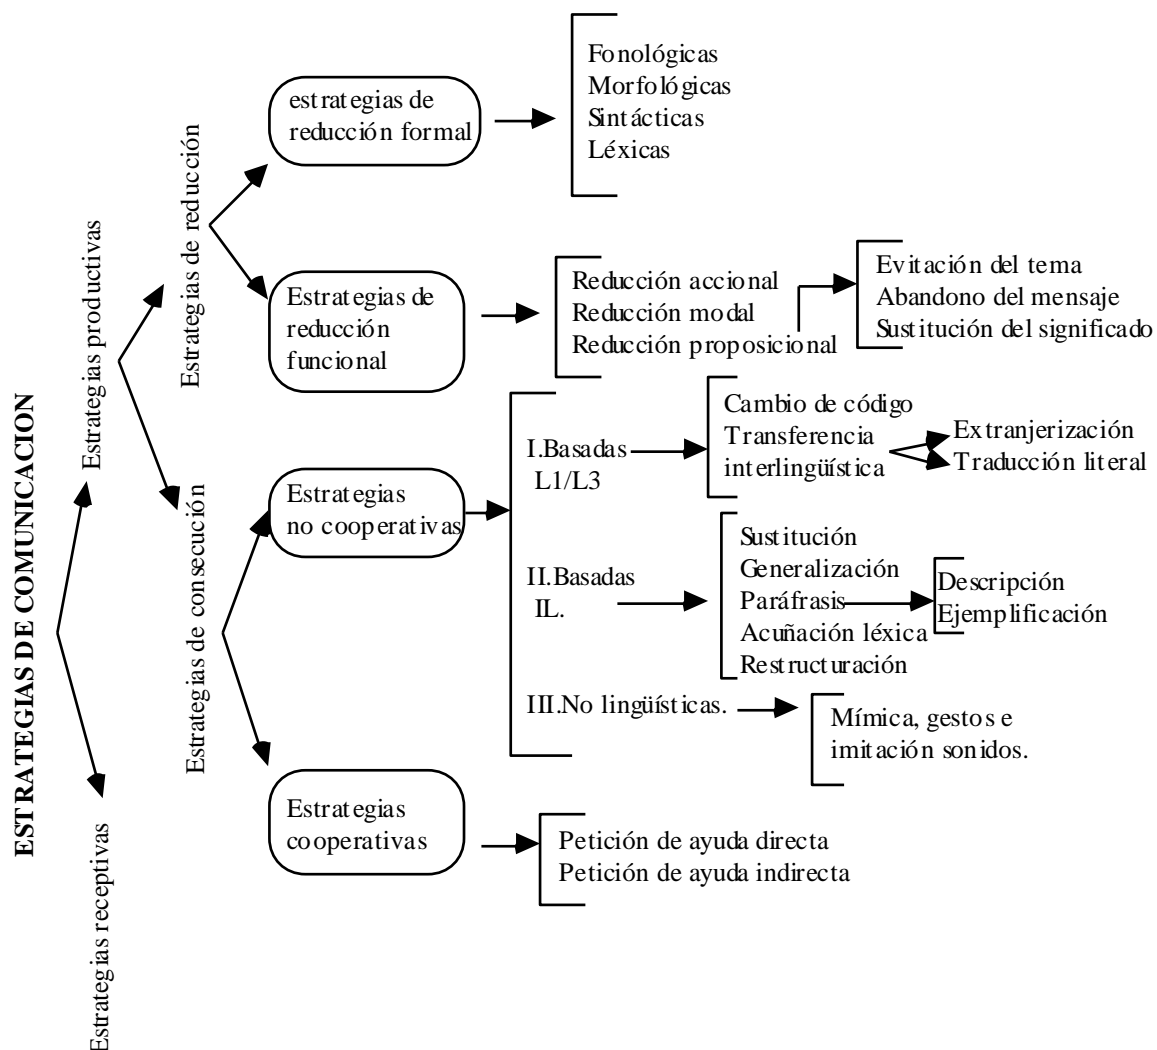 ESTRATEGIAS DE COMUNICACION
Estrategias productivas
Estrategias receptivas
Estrategias de reducción
Estrategias de consecución
estrategias de
reducción formal
Fonológicas
Morfológicas
Sintácticas
Léxicas
Estrategias de
reducción
funcional
Reducción accional
Reducción modal
Reducción proposicional
Evitación del tema
Abandono del mensaje
Sustitución del significado
Estrategias
no cooperativas
I.Basadas
L1/L3
Cambio de código
Transferencia
interlingüística
Extranjerización
Traducción literal
II.Basadas
IL.
Sustitución
Generalización
Paráfrasis
Acuñación léxica
Restructuración
Descripción
Ejemplificación
III.No lingüísticas.
Mímica, gestos e
imitación sonidos.
Estrategias
cooperativas
Petición de ayuda directa
Petición de ayuda indirecta